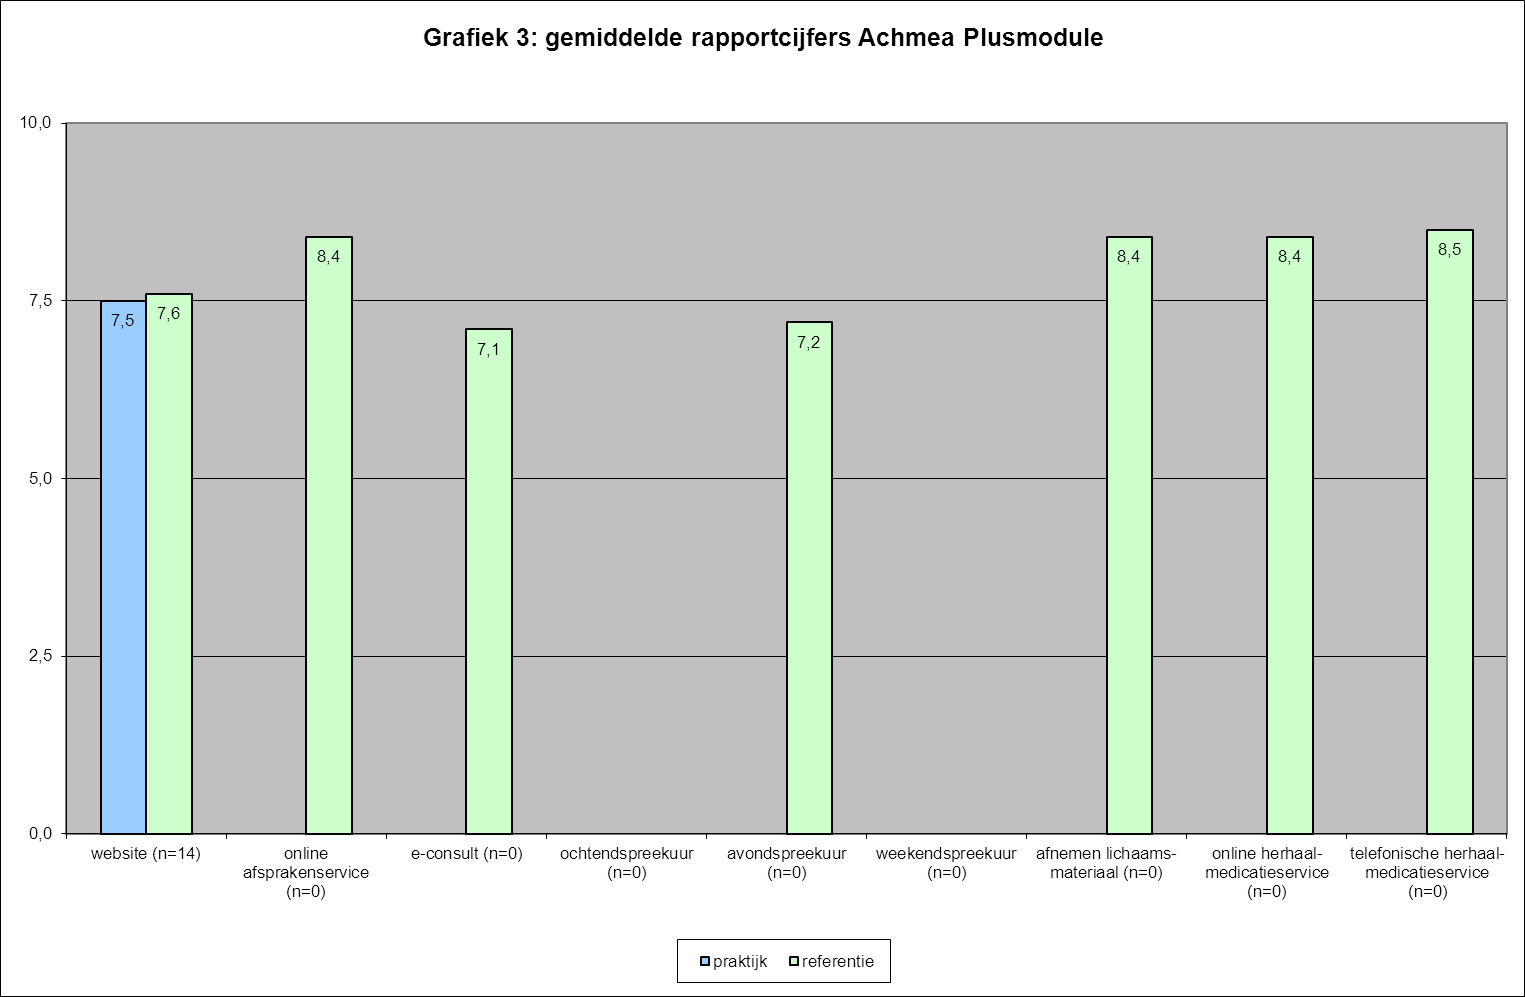 Grafiek 3: gemiddelde rapportcijfers Achmea Plusmodule
10,0
7,5
5,0
2,5
0,0
7,5
7,6
8,4
7,1
7,2
8,4
8,4
8,5
website (n=14)
online
afsprakenservice
(n=0)
e-consult (n=0)
ochtendspreekuur
(n=0)
avondspreekuur
(n=0)
weekendspreekuur
(n=0)
afnemen lichaams-
materiaal (n=0)
online herhaal-
medicatieservice
(n=0)
telefonische herhaal-
medicatieservice
(n=0)
praktijk
referentie